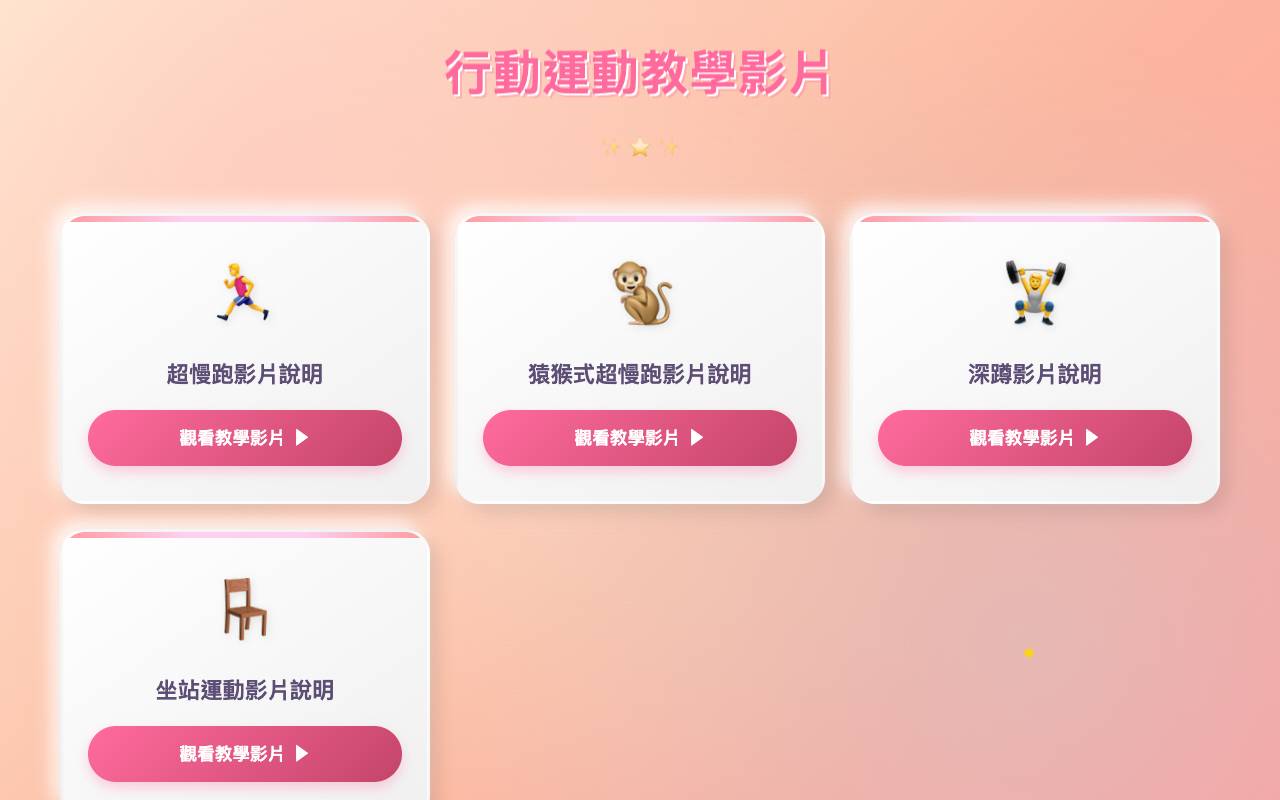 行動運動教學影片
超慢跑影片說明
觀看教學影片 ▶
猿猴式超慢跑影片說明
觀看教學影片 ▶
深蹲影片說明
觀看教學影片 ▶
坐站運動影片說明
觀看教學影片 ▶